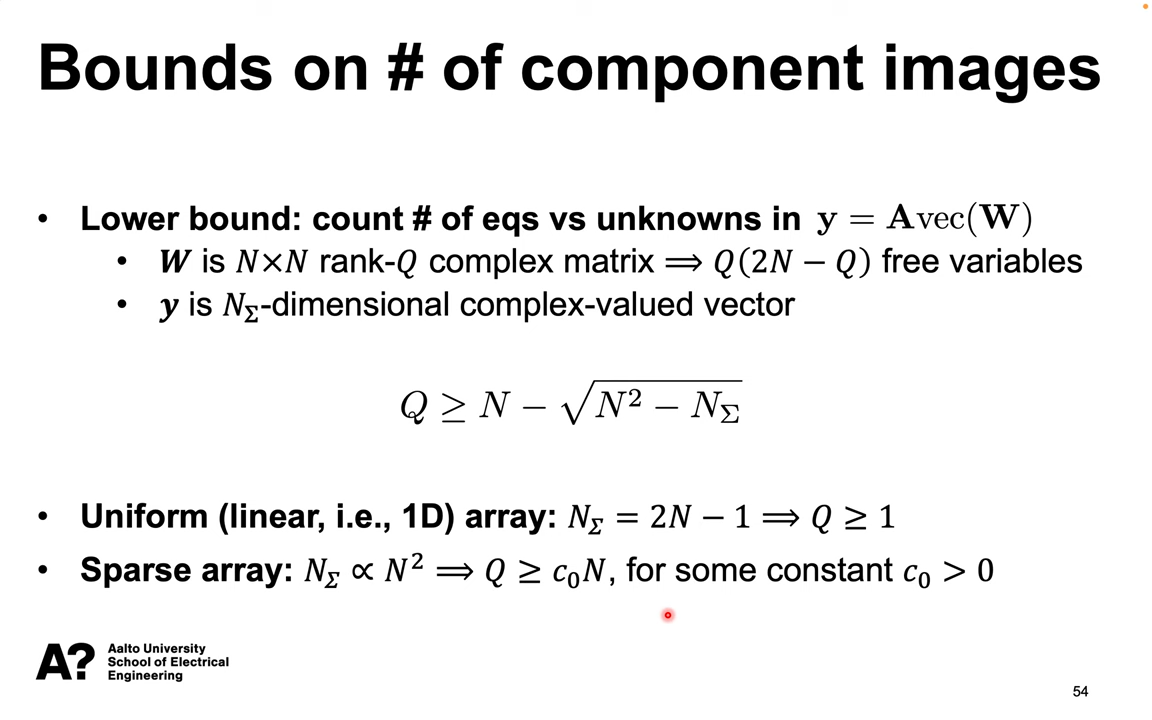 Bounds on # of component images
• Lower bound: count # of eqs vs unknowns in y = Avec(W)
• W is N×N rank-Q complex matrix ⟹ Q(2N − Q) free variables
• y is N_Σ-dimensional complex-valued vector
Q ≥ N − √(N² − N_Σ)
• Uniform (linear, i.e., 1D) array: N_Σ = 2N − 1 ⟹ Q ≥ 1
• Sparse array: N_Σ ∝ N² ⟹ Q ≥ c₀N, for some constant c₀ > 0
A?
Aalto University
School of Electrical
Engineering
54